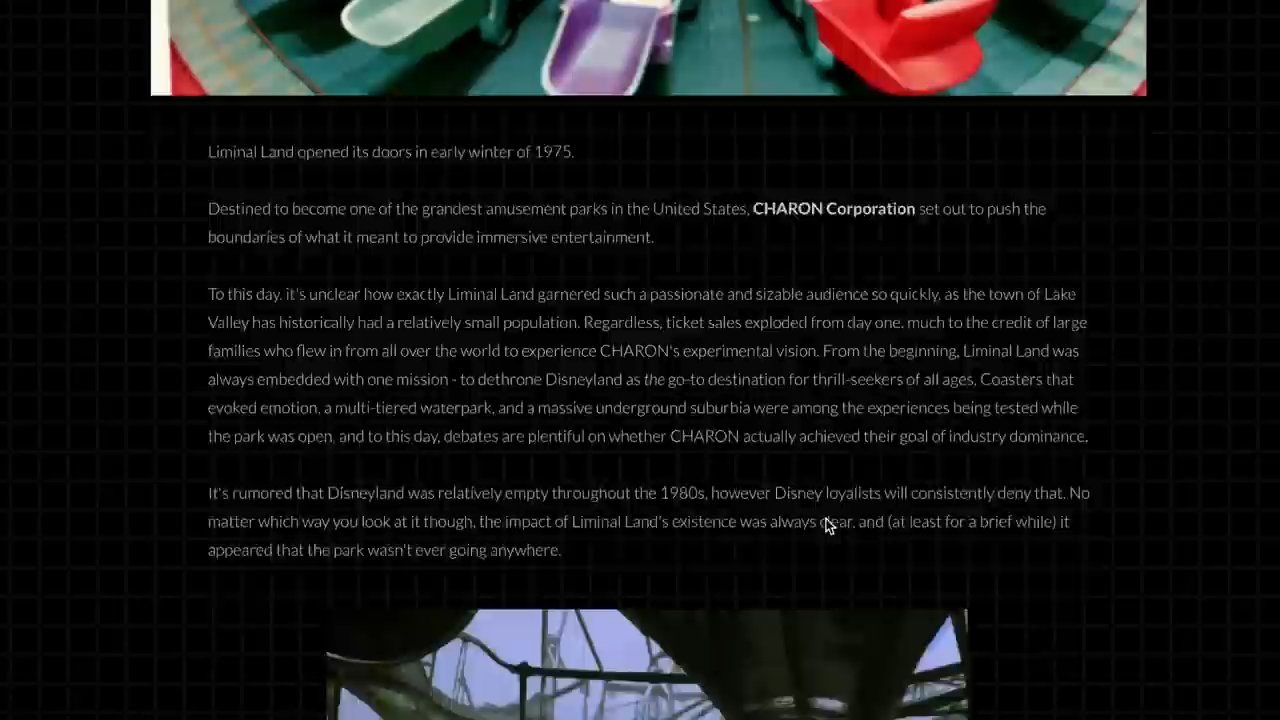 Liminal Land opened its doors in early winter of 1975.
Destined to become one of the grandest amusement parks in the United States, CHARON Corporation set out to push the
boundaries of what it meant to provide immersive entertainment.
To this day, it's unclear how exactly Liminal Land garnered such a passionate and sizable audience so quickly, as the town of Lake
Valley has historically had a relatively small population. Regardless, ticket sales exploded from day one, much to the credit of large
families who flew in from all over the world to experience CHARON's experimental vision. From the beginning, Liminal Land was
always embedded with one mission - to dethrone Disneyland as the go-to destination for thrill-seekers of all ages. Coasters that
evoked emotion, a multi-tiered waterpark, and a massive underground suburbia were among the experiences being tested while
the park was open, and to this day, debates are plentiful on whether CHARON actually achieved their goal of industry dominance.
It's rumored that Disneyland was relatively empty throughout the 1980s, however Disney loyalists will consistently deny that. No
matter which way you look at it though, the impact of Liminal Land's existence was always clear, and (at least for a brief while) it
appeared that the park wasn't ever going anywhere.